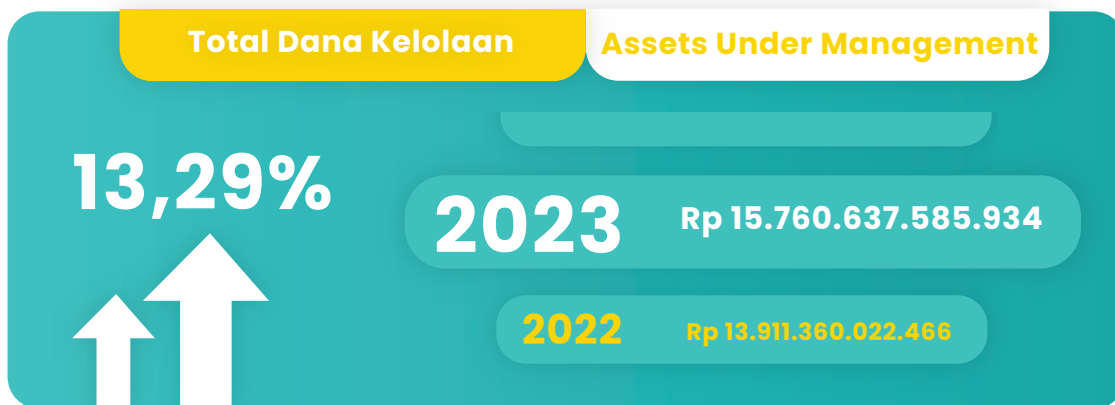 Total Dana Kelolaan
Assets Under Management
13,29%
2023 Rp 15.760.637.585.934
2022 Rp 13.911.360.022.466